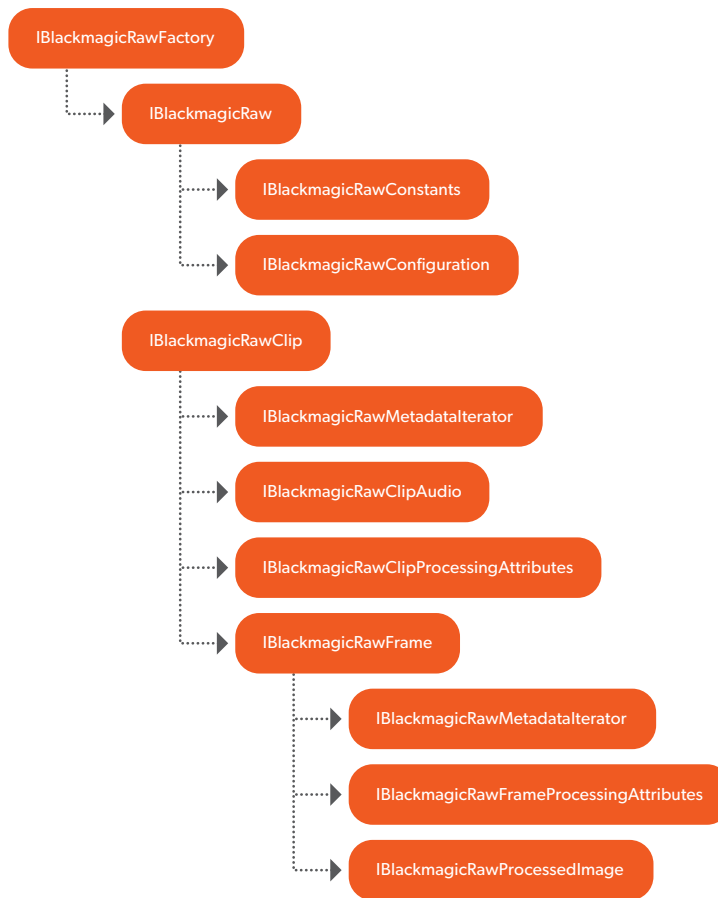 IBlackmagicRawFactory
IBlackmagicRaw
IBlackmagicRawConstants
IBlackmagicRawConfiguration
IBlackmagicRawClip
IBlackmagicRawMetadataIterator
IBlackmagicRawClipAudio
IBlackmagicRawClipProcessingAttributes
IBlackmagicRawFrame
IBlackmagicRawMetadataIterator
IBlackmagicRawFrameProcessingAttributes
IBlackmagicRawProcessedImage